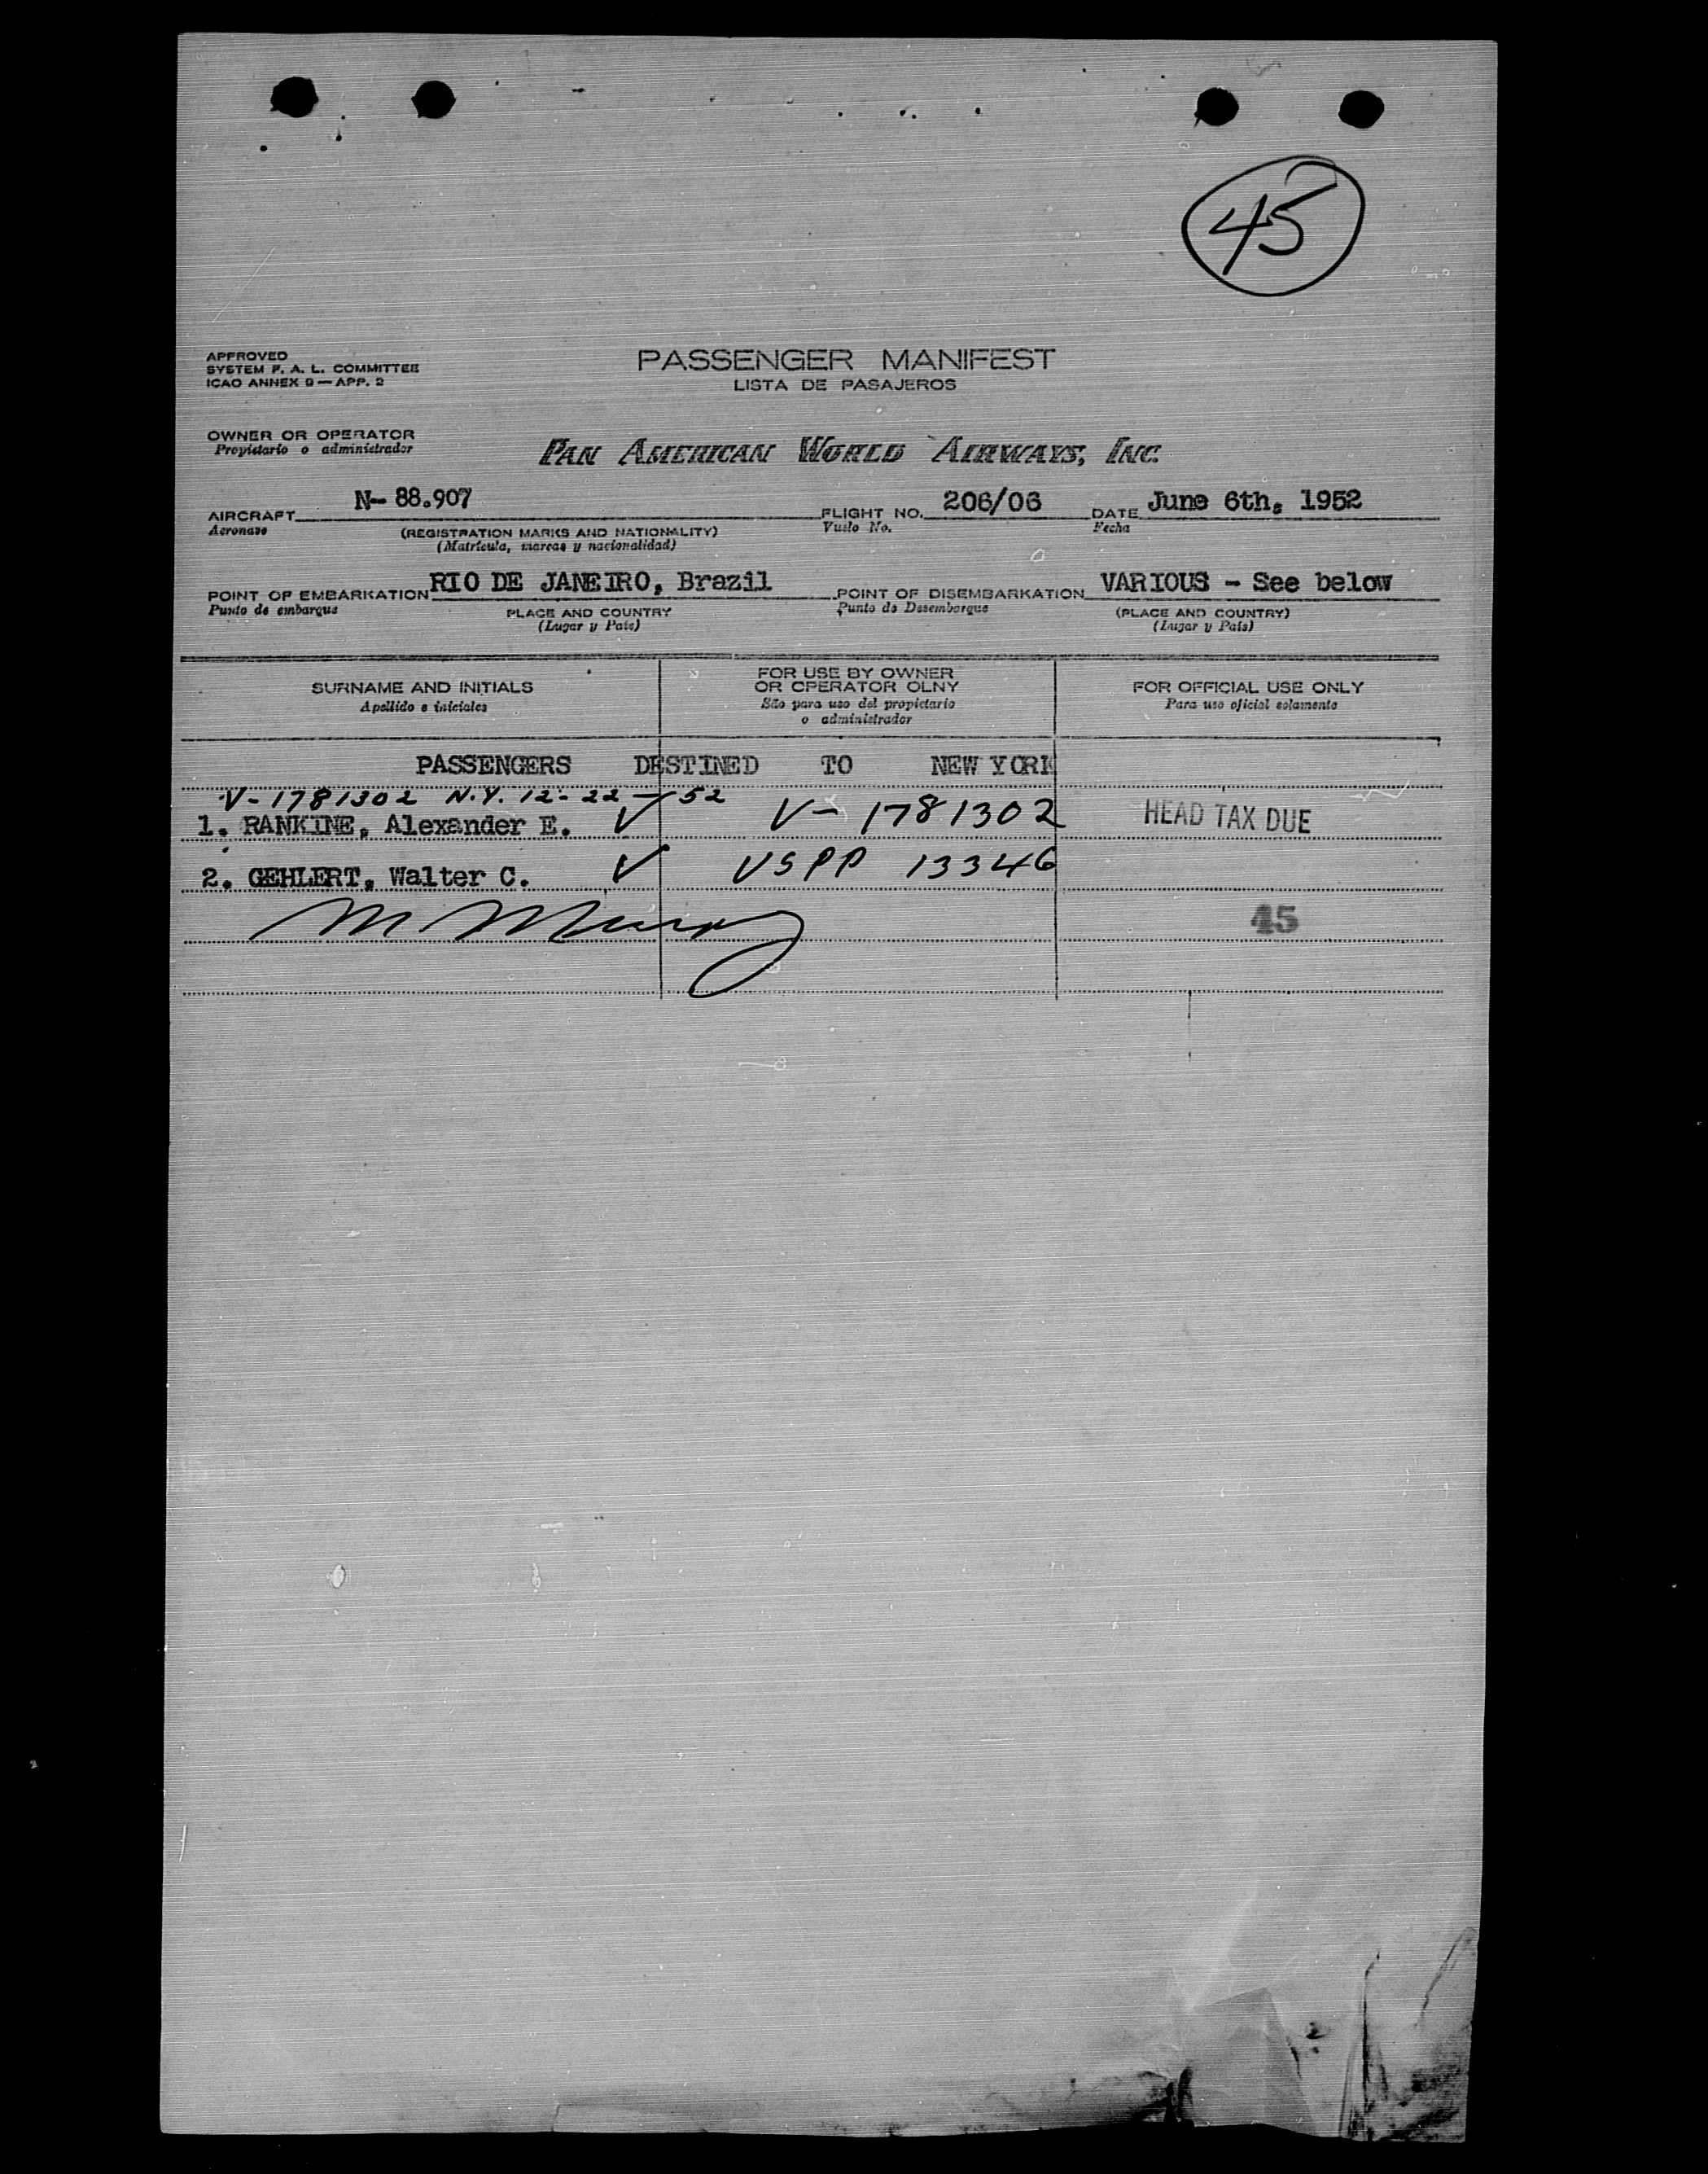 45
APPROVED
SYSTEM F. A. L. COMMITTEE
ICAO ANNEX 9 — APP. 2
PASSENGER MANIFEST
LISTA DE PASAJEROS
OWNER OR OPERATOR
Propietario o administrador
PAN AMERICAN WORLD AIRWAYS, INC.
AIRCRAFT N- 88.907 FLIGHT NO. 206/06 DATE June 6th, 1952
Aeronave (REGISTRATION MARKS AND NATIONALITY) Vuelo No. Fecha
(Matrícula, marcas y nacionalidad)
POINT OF EMBARKATION RIO DE JANEIRO, Brazil POINT OF DISEMBARKATION VARIOUS - See below
Punto de embarque PLACE AND COUNTRY Punto de Desembarque (PLACE AND COUNTRY)
(Lugar y País) (Lugar y País)
SURNAME AND INITIALS
Apellido e iniciales
FOR USE BY OWNER
OR OPERATOR OLNY
São para uso del propietario
o administrador
FOR OFFICIAL USE ONLY
Para uso oficial solamente
PASSENGERS DESTINED TO NEW YORK
V-1781302 N.Y. 12-22-52
1. RANKINE, Alexander E. V V-1781302 HEAD TAX DUE
2. GEHLERT, Walter C. V USPP 13346
45